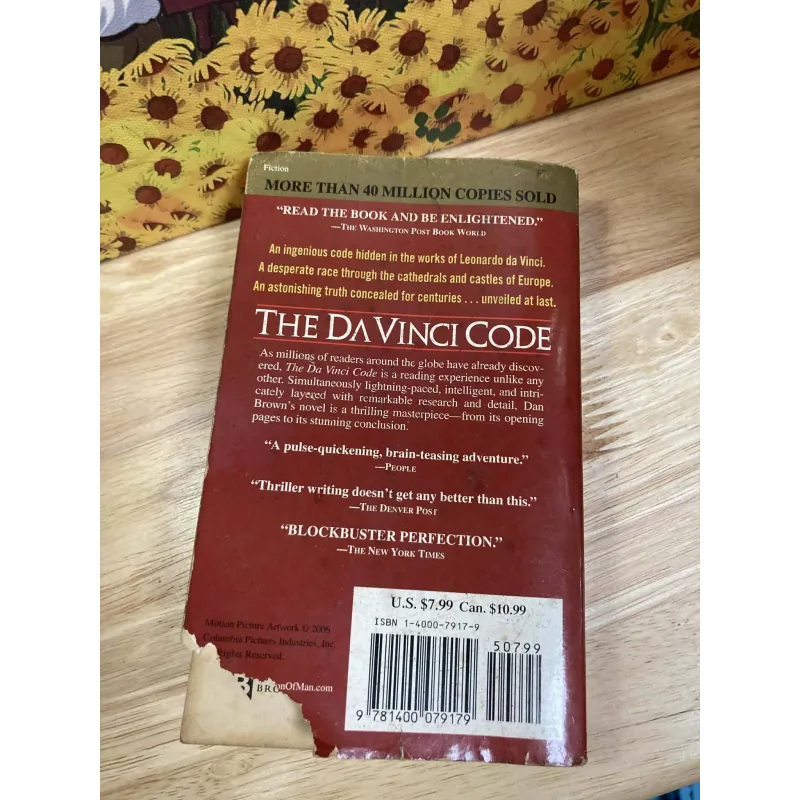 Fiction
MORE THAN 40 MILLION COPIES SOLD
“READ THE BOOK AND BE ENLIGHTENED.”
—THE WASHINGTON POST BOOK WORLD
An ingenious code hidden in the works of Leonardo da Vinci.
A desperate race through the cathedrals and castles of Europe.
An astonishing truth concealed for centuries . . . unveiled at last.
THE DA VINCI CODE
As millions of readers around the globe have already discov-
ered, The Da Vinci Code is a reading experience unlike any
other. Simultaneously lightning-paced, intelligent, and intri-
cately layered with remarkable research and detail, Dan
Brown’s novel is a thrilling masterpiece—from its opening
pages to its stunning conclusion.
“A pulse-quickening, brain-teasing adventure.”
—PEOPLE
“Thriller writing doesn’t get any better than this.”
—THE DENVER POST
“BLOCKBUSTER PERFECTION.”
—THE NEW YORK TIMES
U.S. $7.99 Can. $10.99
ISBN 1-4000-7917-9
50799
9 781400 079179
Motion Picture Artwork © 2006
Columbia Pictures Industries, Inc.
Rights Reserved.
onOfMan.com